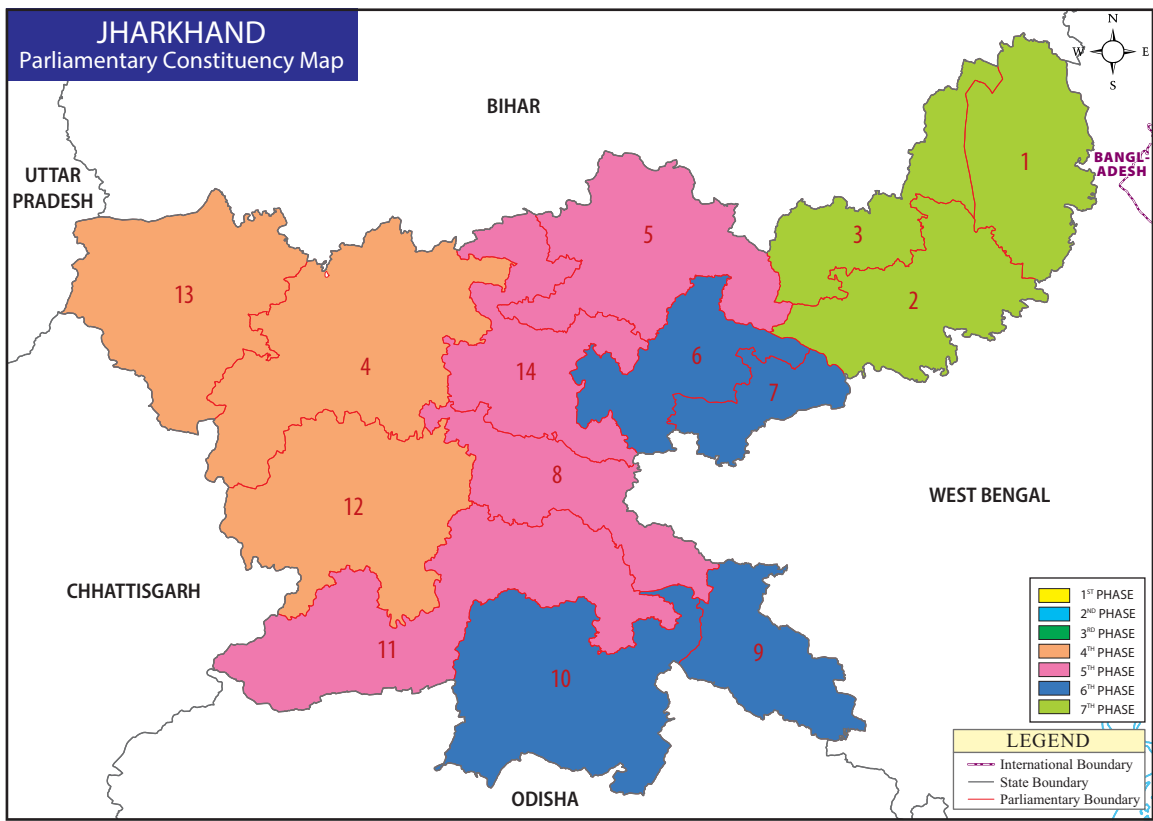 JHARKHAND
Parliamentary Constituency Map
N
W
E
S
BIHAR
UTTAR
PRADESH
BANGL-
ADESH
1
5
3
13
2
6
4
14
7
8
WEST BENGAL
12
CHHATTISGARH
11
9
10
ODISHA
1ST PHASE
2ND PHASE
3RD PHASE
4TH PHASE
5TH PHASE
6TH PHASE
7TH PHASE
LEGEND
International Boundary
State Boundary
Parliamentary Boundary